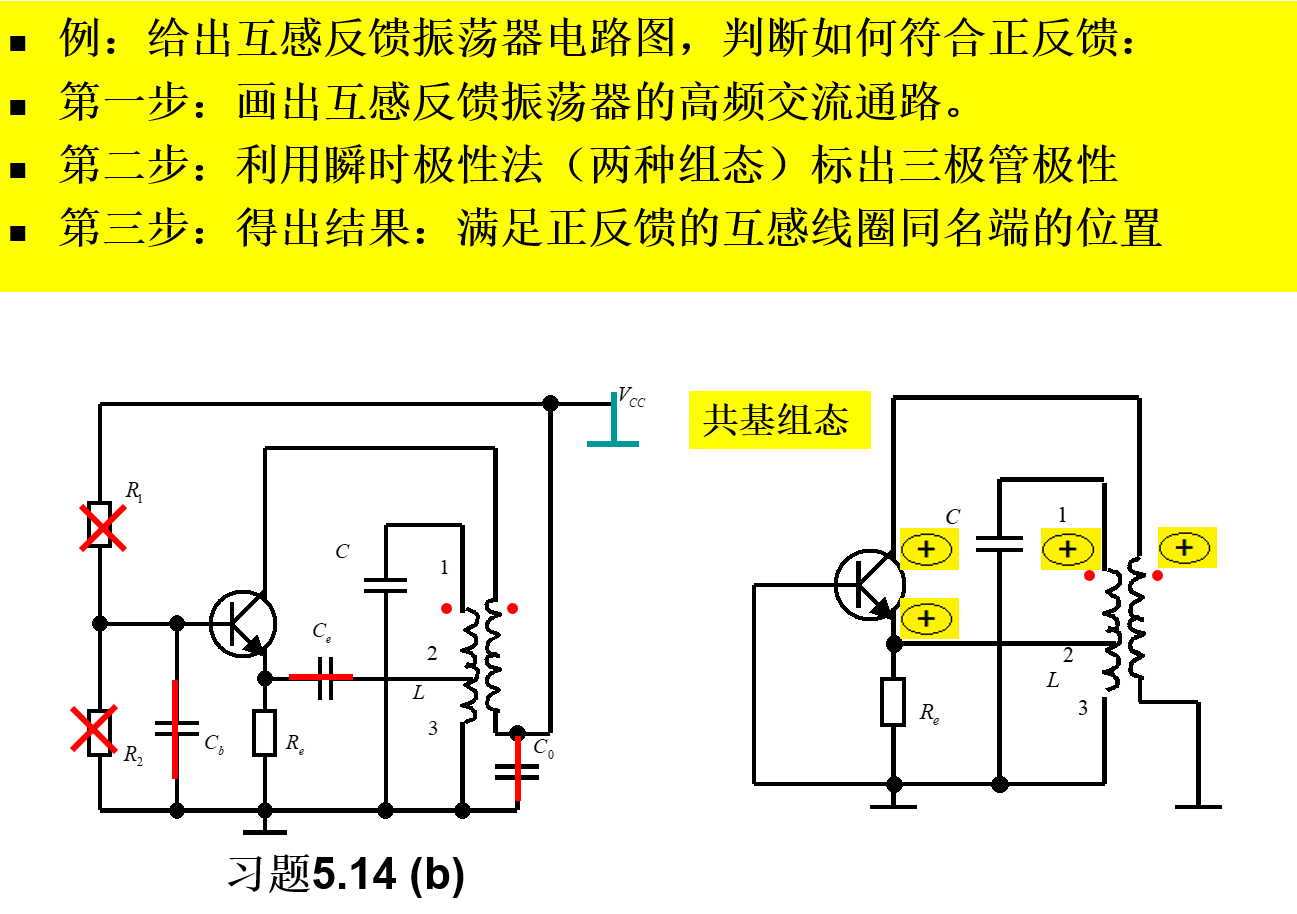 例：给出互感反馈振荡器电路图，判断如何符合正反馈：
第一步：画出互感反馈振荡器的高频交流通路。
第二步：利用瞬时极性法（两种组态）标出三极管极性
第三步：得出结果：满足正反馈的互感线圈同名端的位置
V_CC
R_1
C
1
C_e
2
L
3
R_2
C_b
R_e
C_0
习题5.14 (b)
共基组态
C
1
+
+
+
+
2
L
R_e
3